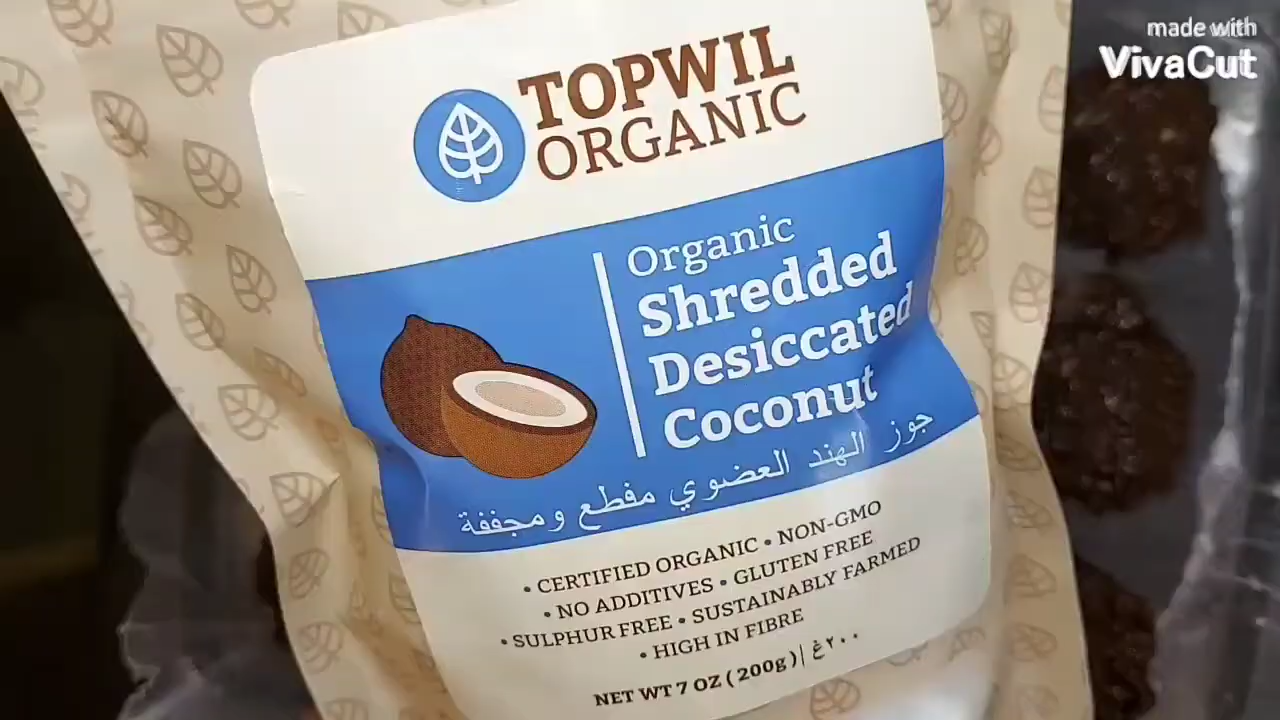 made with
VivaCut
TOPWIL
ORGANIC
Organic
Shredded
Desiccated
Coconut
جوز الهند العضوي مقطع ومجففة
• CERTIFIED ORGANIC • NON-GMO
• NO ADDITIVES • GLUTEN FREE
• SULPHUR FREE • SUSTAINABLY FARMED
• HIGH IN FIBRE
NET WT 7 OZ (200g) | ٢٠٠غ